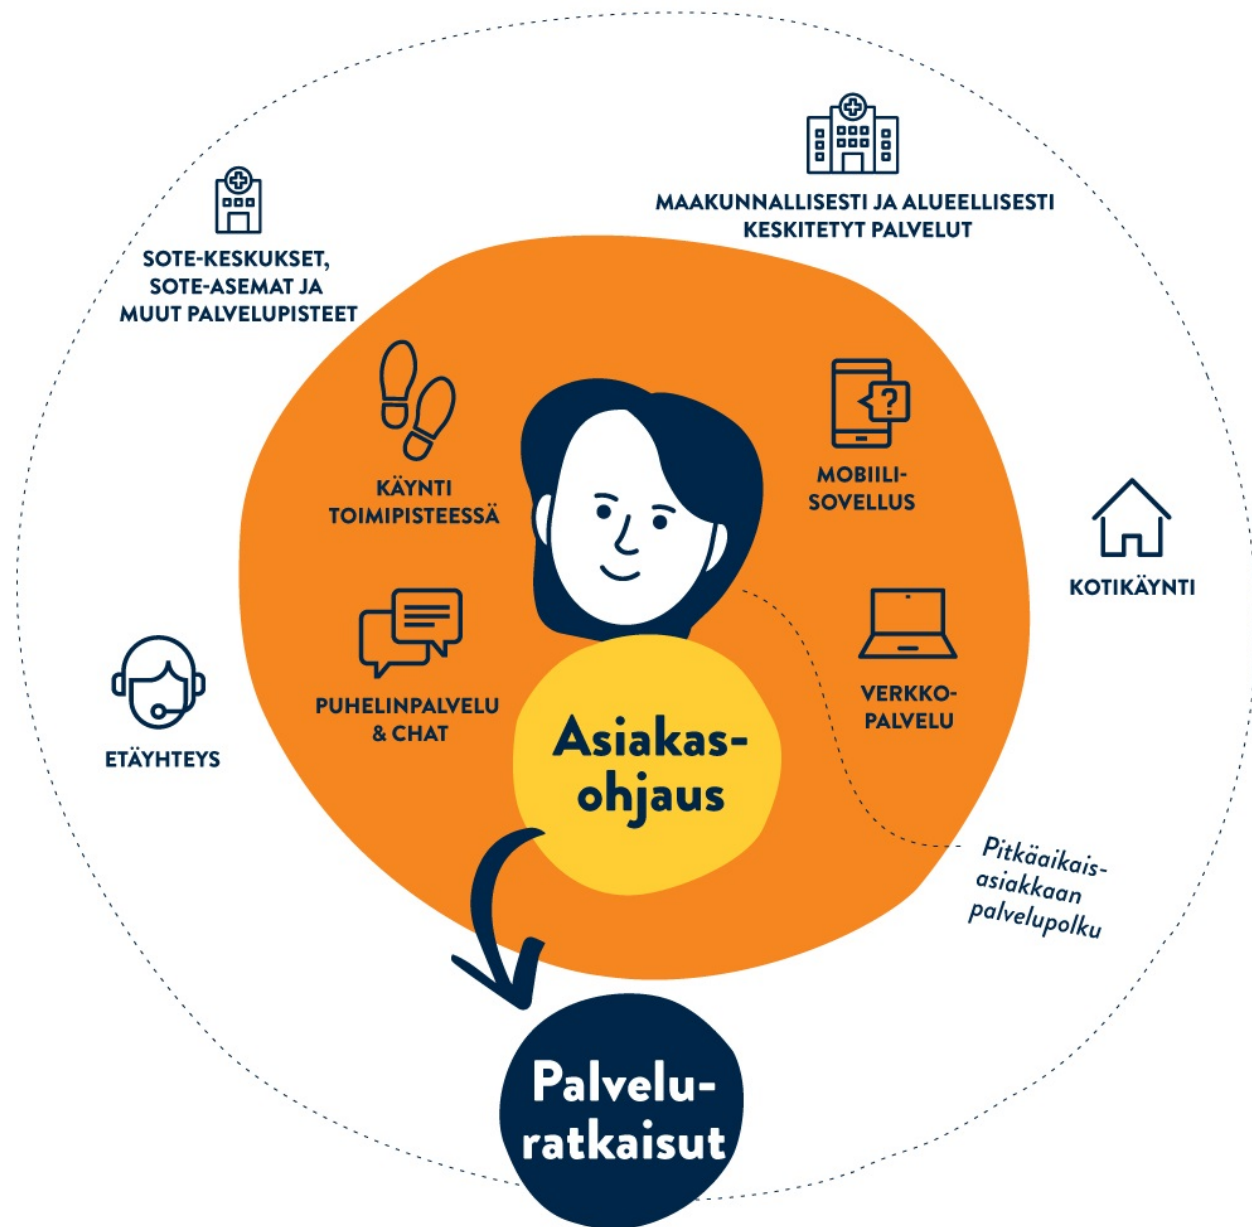 MAAKUNNALLISESTI JA ALUEELLISESTI
KESKITETYT PALVELUT
SOTE-KESKUKSET,
SOTE-ASEMAT JA
MUUT PALVELUPISTEET
KÄYNTI
TOIMIPISTEESSÄ
MOBIILI-
SOVELLUS
?
KOTIKÄYNTI
PUHELINPALVELU
& CHAT
VERKKO-
PALVELU
ETÄYHTEYS
Asiakas-
ohjaus
Pitkäaikais-
asiakkaan
palvelupolku
Palvelu-
ratkaisut